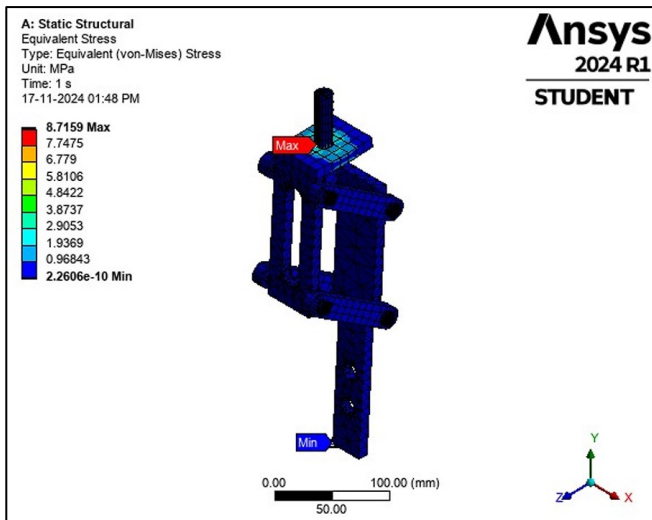 A: Static Structural
Equivalent Stress
Type: Equivalent (von-Mises) Stress
Unit: MPa
Time: 1 s
17-11-2024 01:48 PM
8.7159 Max
7.7475
6.779
5.8106
4.8422
3.8737
2.9053
1.9369
0.96843
2.2606e-10 Min
Ansys
2024 R1
STUDENT
Max
Min
0.00 100.00 (mm)
50.00
Y
Z X